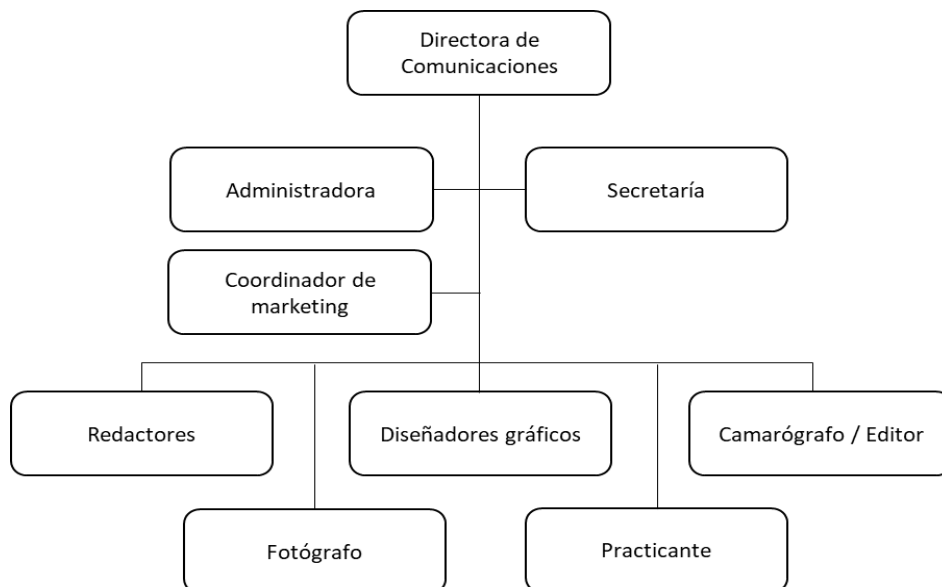 Directora de
Comunicaciones
Administradora
Secretaría
Coordinador de
marketing
Redactores
Diseñadores gráficos
Camarógrafo / Editor
Fotógrafo
Practicante